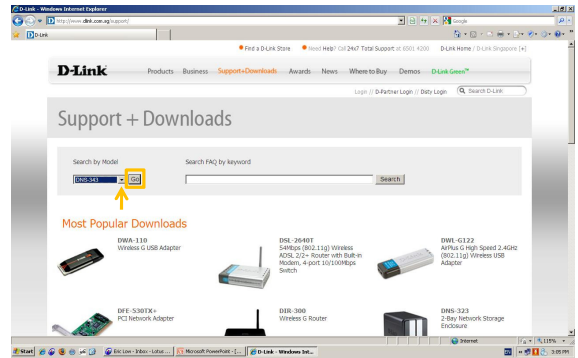 D-Link - Windows Internet Explorer
http://www.dlink.com.sg/support/
Google
D-Link
Find a D-Link Store Need Help? Call 24x7 Total Support at 6501 4200 D-Link Home / D-Link Singapore [+]
D-Link
Products Business Support+Downloads Awards News Where to Buy Demos D-Link Green™
Login // D-Partner Login // Disty Login Search D-Link
Support + Downloads
Search by Model Search FAQ by keyword
DNS-343 Go Search
Most Popular Downloads
DWA-110
Wireless G USB Adapter
DSL-2640T
54Mbps (802.11g) Wireless
ADSL 2/2+ Router with Built-in
Modem, 4-port 10/100Mbps
Switch
DWL-G122
AirPlus G High Speed 2.4GHz
(802.11g) Wireless USB
Adapter
DFE-530TX+
PCI Network Adapter
DIR-300
Wireless G Router
DNS-323
2-Bay Network Storage
Enclosure
Internet 115%
Start Eric Low - Inbox - Lotus ... Microsoft PowerPoint - [... D-Link - Windows Int... 3:05 PM